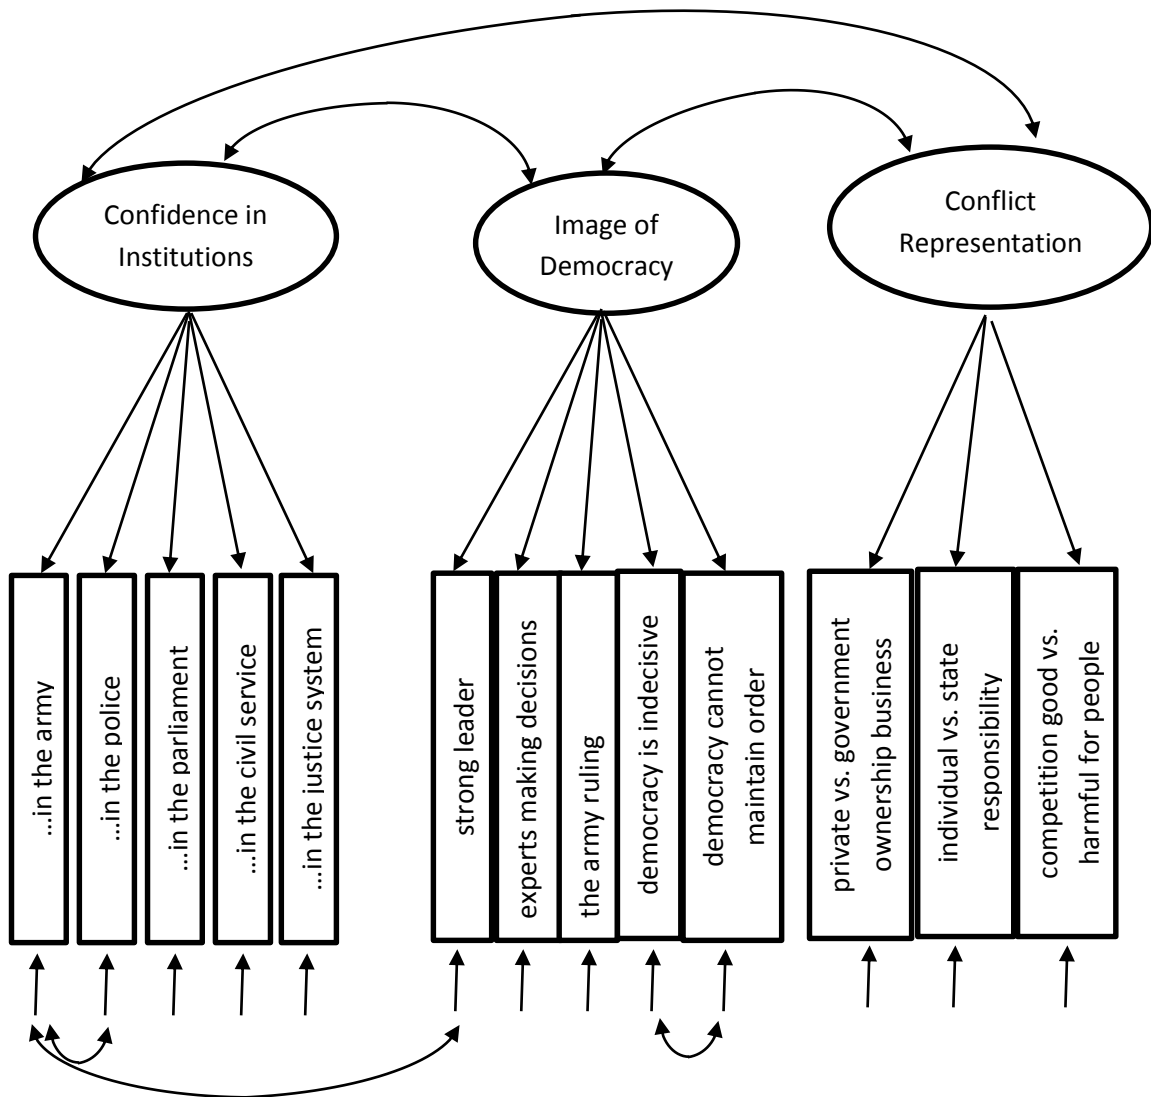 Confidence in
Institutions
Image of
Democracy
Conflict
Representation
...in the army
...in the police
...in the parliament
...in the civil service
...in the justice system
strong leader
experts making decisions
the army ruling
democracy is indecisive
democracy cannot
maintain order
private vs. government
ownership business
individual vs. state
responsibility
competition good vs.
harmful for people